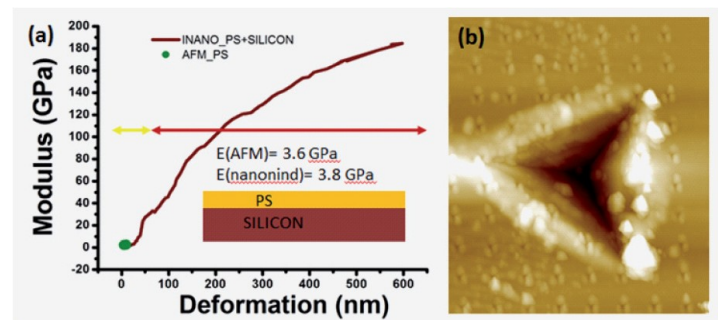 (a)
INANO_PS+SILICON
AFM_PS
Modulus (GPa)
200
180
160
140
120
100
80
60
40
20
0
-20
E(AFM)= 3.6 GPa
E(nanonind)= 3.8 GPa
PS
SILICON
0 100 200 300 400 500 600
Deformation (nm)
(b)